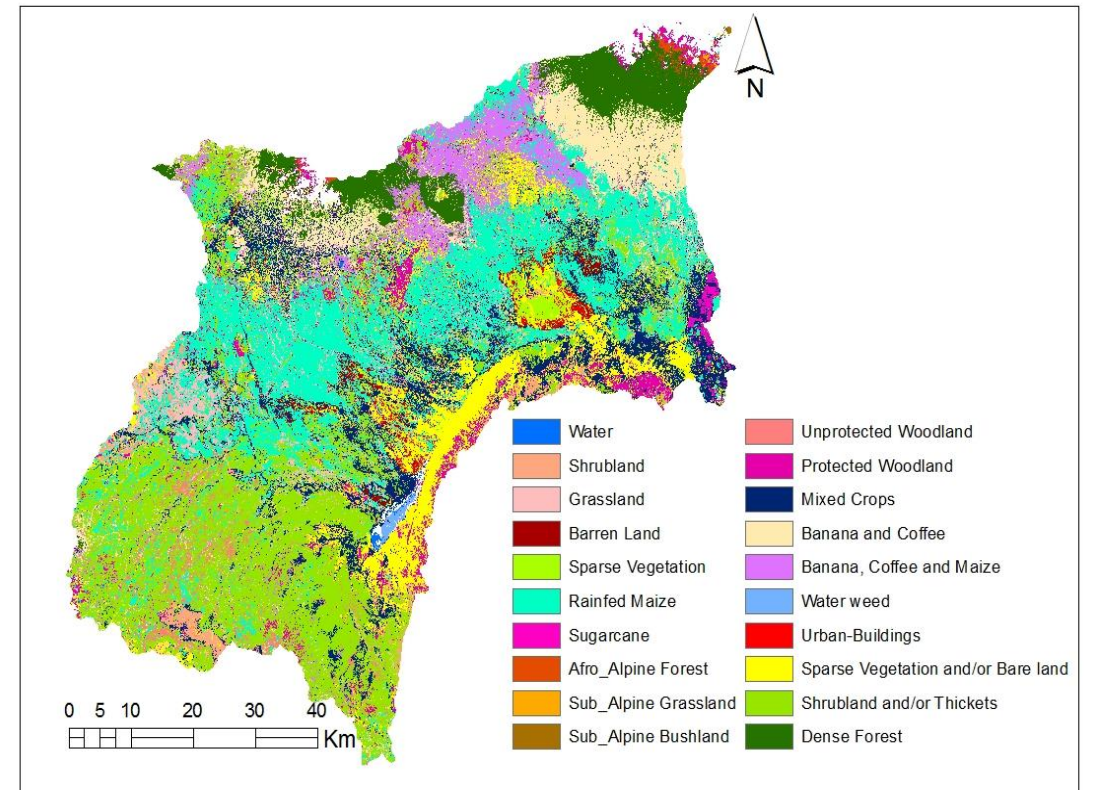 N
Water
Shrubland
Grassland
Barren Land
Sparse Vegetation
Rainfed Maize
Sugarcane
Afro_Alpine Forest
Sub_Alpine Grassland
Sub_Alpine Bushland
Unprotected Woodland
Protected Woodland
Mixed Crops
Banana and Coffee
Banana, Coffee and Maize
Water weed
Urban-Buildings
Sparse Vegetation and/or Bare land
Shrubland and/or Thickets
Dense Forest
0 5 10 20 30 40
Km